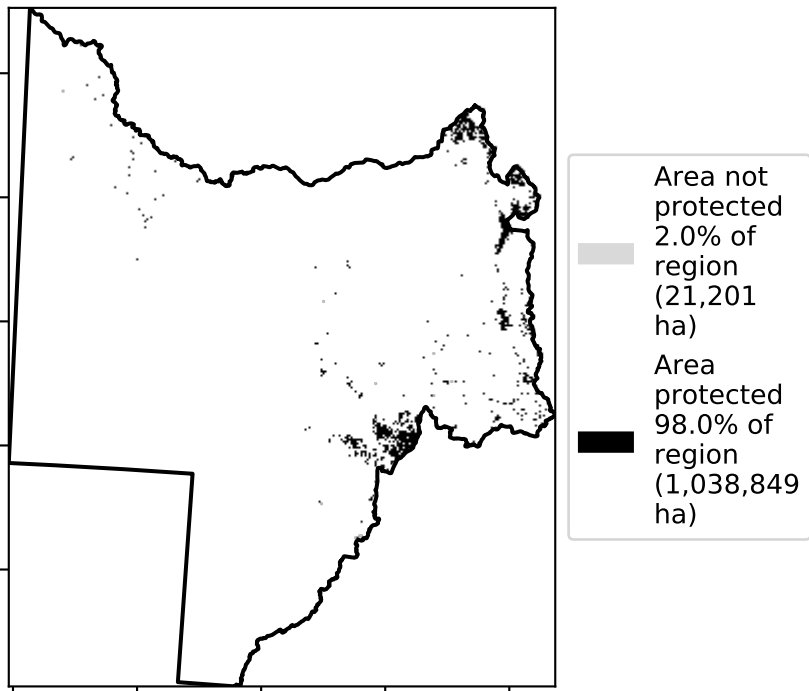 Area not
protected
2.0% of
region
(21,201
ha)
Area
protected
98.0% of
region
(1,038,849
ha)